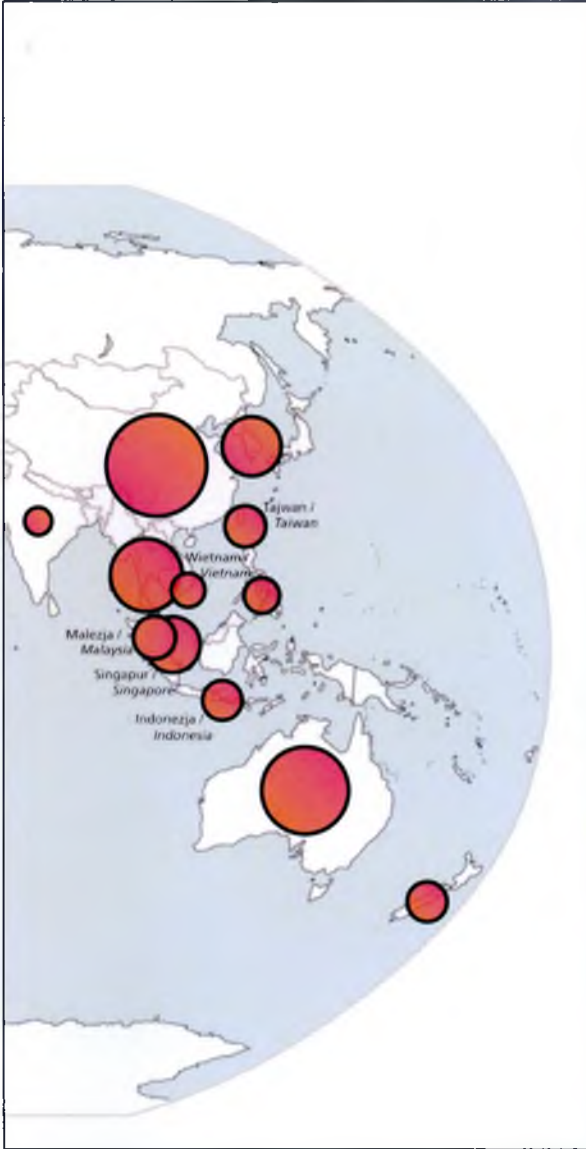 Tajwan /
Taiwan
Wietnam/
Vietnam
Malezja /
Malaysia
Singapur /
Singapore
Indonezja /
Indonesia